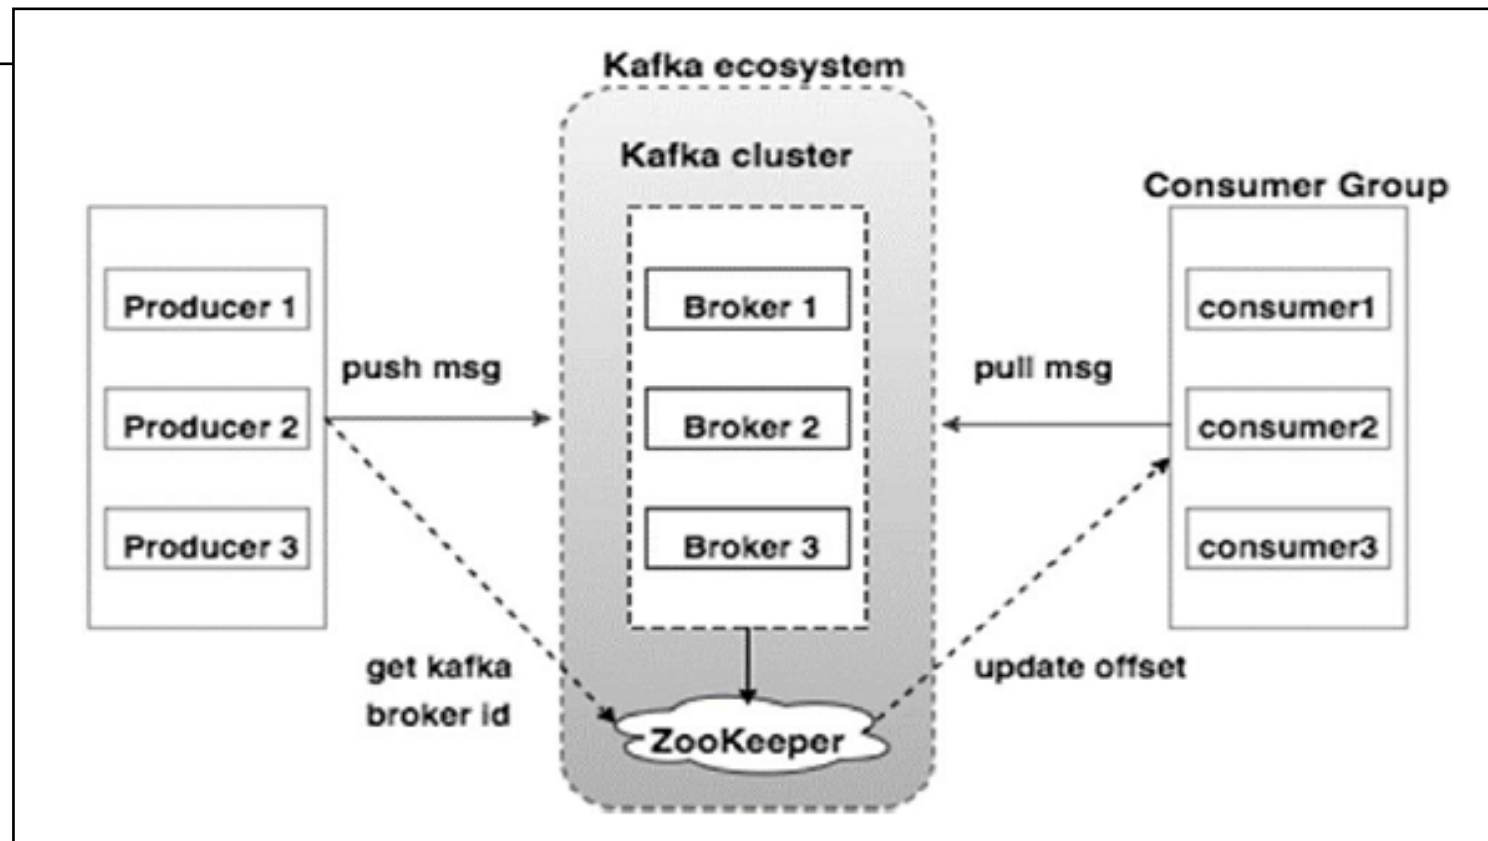 Kafka ecosystem
Kafka cluster
Consumer Group
Producer 1
Broker 1
consumer1
push msg
pull msg
Producer 2
Broker 2
consumer2
Producer 3
Broker 3
consumer3
get kafka
broker id
update offset
ZooKeeper